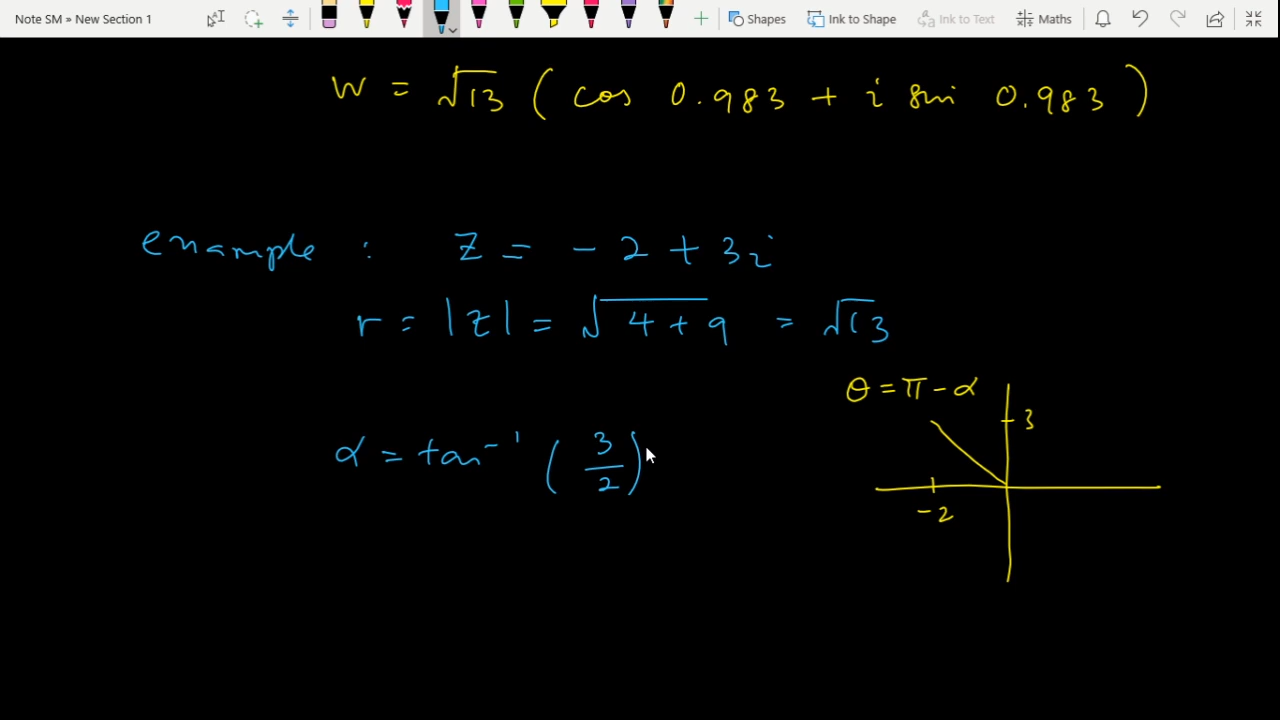 Note SM » New Section 1
Shapes
Ink to Shape
Ink to Text
Maths
w = √13 ( cos 0.983 + i sin 0.983 )
example : z = - 2 + 3i
r = |z| = √4 + 9 = √13
θ = π - α
3
α = tan⁻¹ ( 3/2 )
-2